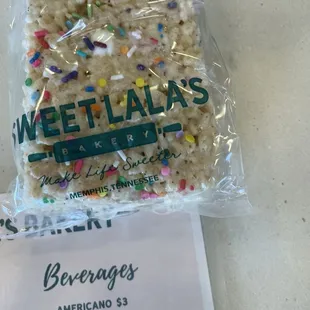 SWEET LALA'S
BAKERY
Make Life Sweeter
MEMPHIS, TENNESSEE
'S BAKERY
Beverages
AMERICANO $3